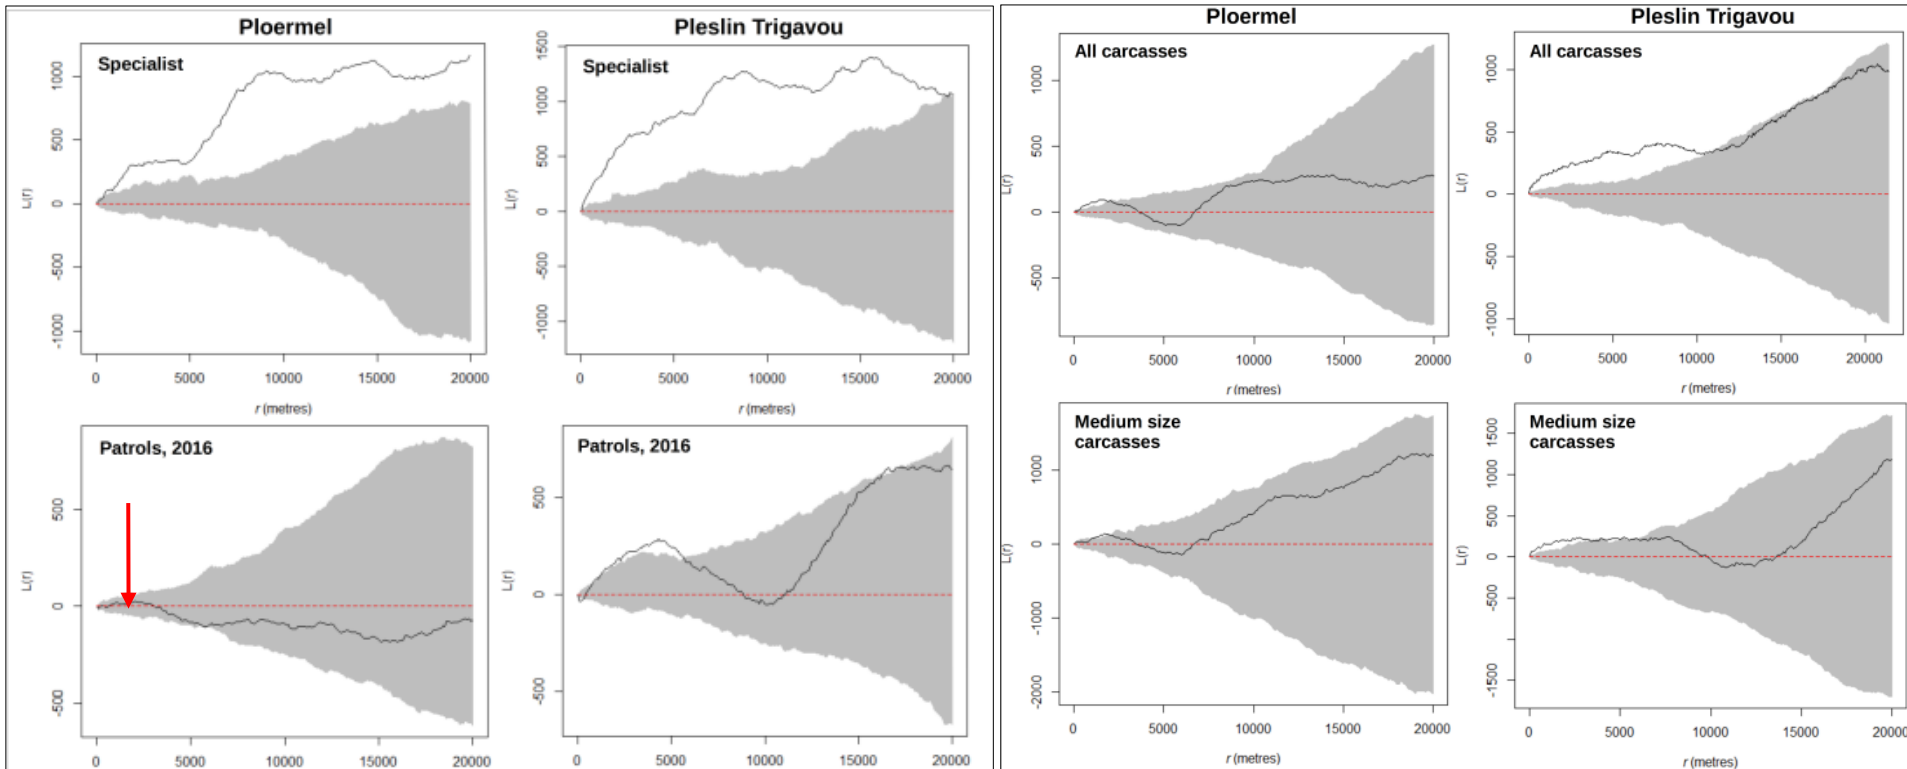 Ploermel
Pleslin Trigavou
Specialist
L(r)
1000
500
0
-500
-1000
0 5000 10000 15000 20000
r (metres)
Specialist
L(r)
1500
1000
500
0
-500
-1000
0 5000 10000 15000 20000
r (metres)
Patrols, 2016
L(r)
500
0
-500
0 5000 10000 15000 20000
Patrols, 2016
L(r)
500
0
-500
0 5000 10000 15000 20000
Ploermel
Pleslin Trigavou
All carcasses
L(r)
1000
500
0
-500
0 5000 10000 15000 20000
r (metres)
All carcasses
L(r)
1000
500
0
-500
-1000
0 5000 10000 15000 20000
r (metres)
Medium size
carcasses
L(r)
1000
0
-1000
-2000
0 5000 10000 15000 20000
r (metres)
Medium size
carcasses
L(r)
1500
1000
500
0
-500
-1500
0 5000 10000 15000 20000
r (metres)